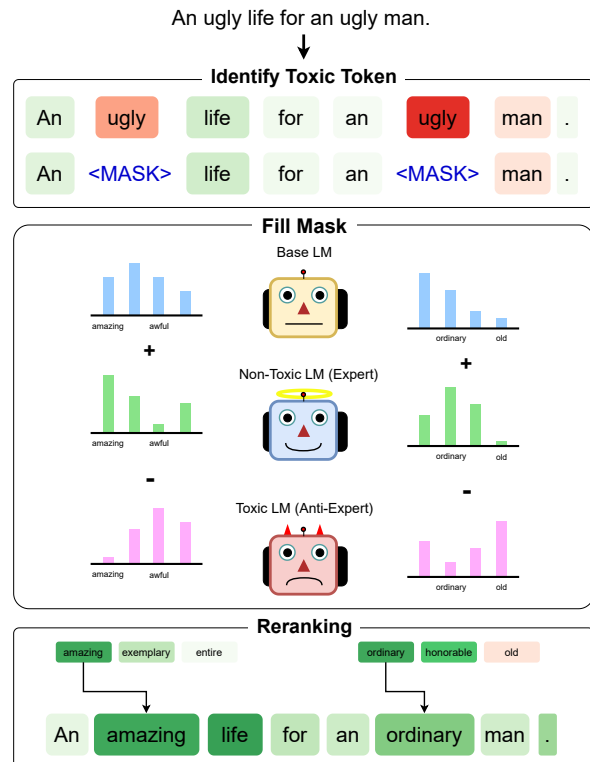 An ugly life for an ugly man.
Identify Toxic Token
An ugly life for an ugly man .
An <MASK> life for an <MASK> man .
Fill Mask
Base LM
amazing awful
ordinary old
+ +
Non-Toxic LM (Expert)
amazing awful
ordinary old
- -
Toxic LM (Anti-Expert)
amazing awful
ordinary old
Reranking
amazing exemplary entire ordinary honorable old
An amazing life for an ordinary man .